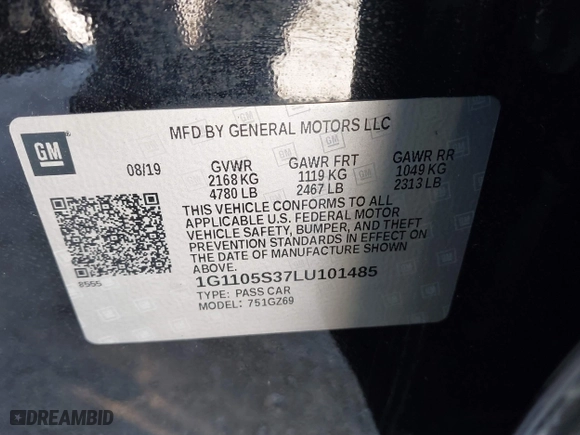 MFD BY GENERAL MOTORS LLC
GM
08/19 GVWR GAWR FRT GAWR RR
2168 KG 1119 KG 1049 KG
4780 LB 2467 LB 2313 LB
THIS VEHICLE CONFORMS TO ALL
APPLICABLE U.S. FEDERAL MOTOR
VEHICLE SAFETY, BUMPER, AND THEFT
PREVENTION STANDARDS IN EFFECT ON
THE DATE OF MANUFACTURE SHOWN
ABOVE.
8565
1G1105S37LU101485
TYPE: PASS CAR
MODEL: 751GZ69
DREAMBID